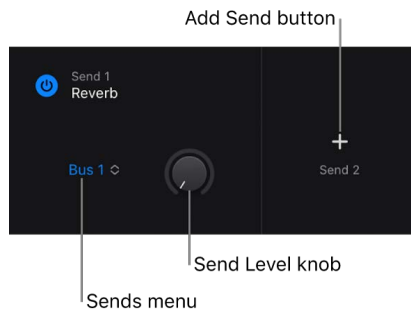 Add Send button
Send 1
Reverb
Bus 1
Send 2
Send Level knob
Sends menu